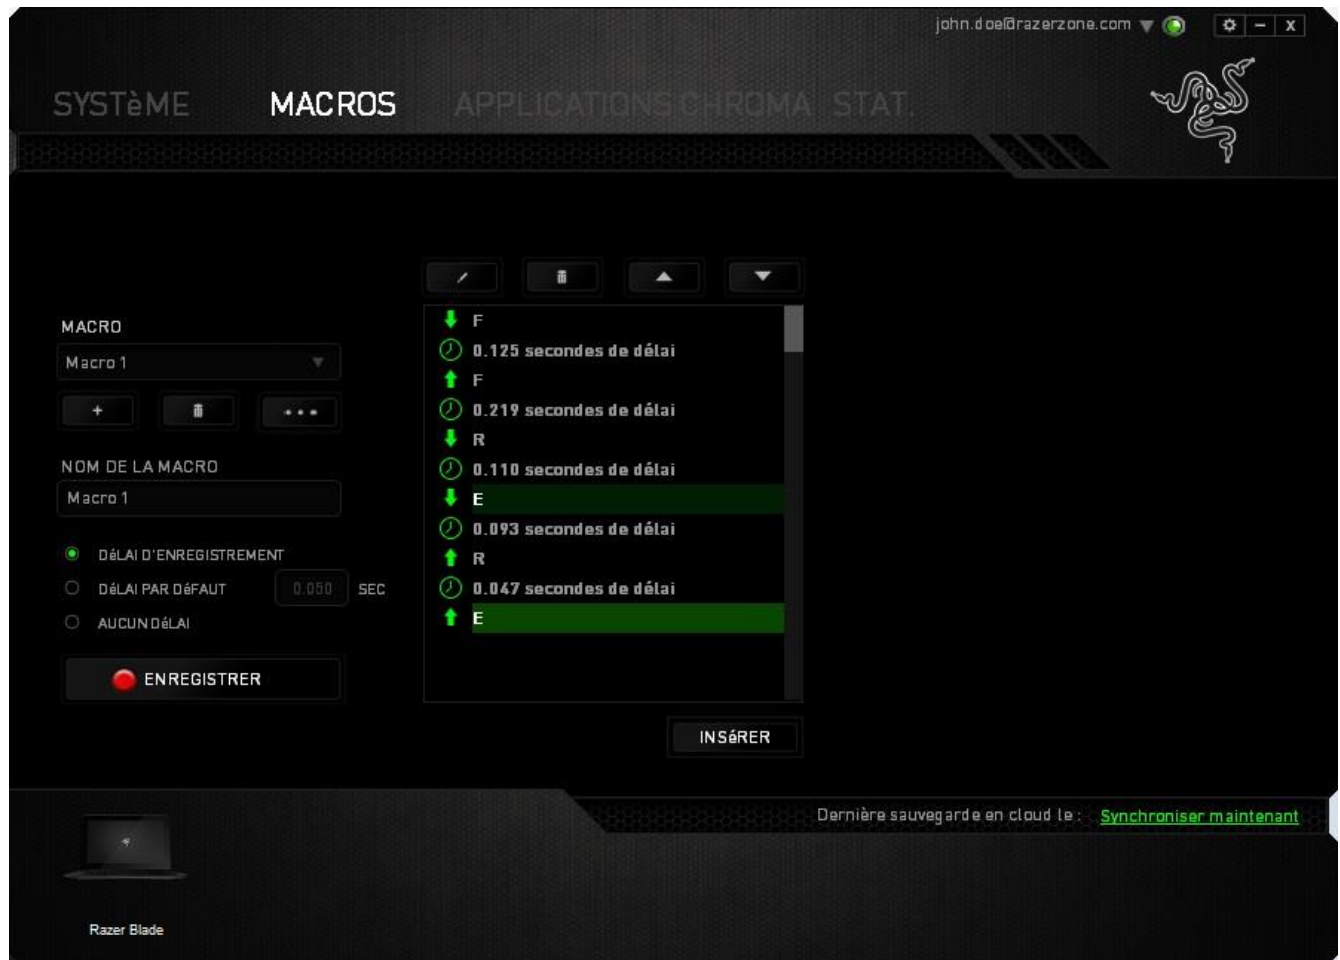 john.doe@razerzone.com
SYSTèME MACROS APPLICATIONS CHROMA STAT.
MACRO
Macro 1
NOM DE LA MACRO
Macro 1
DéLAI D'ENREGISTREMENT
DéLAI PAR DéFAUT 0.050 SEC
AUCUN DéLAI
ENREGISTRER
F
0.125 secondes de délai
F
0.219 secondes de délai
R
0.110 secondes de délai
E
0.093 secondes de délai
R
0.047 secondes de délai
E
INSéRER
Dernière sauvegarde en cloud le : Synchroniser maintenant
Razer Blade